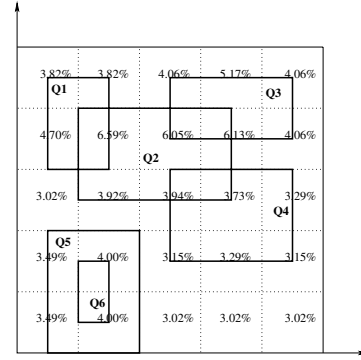 3.82% 3.82% 4.06% 5.17% 4.06%
Q1 Q3
4.70% 6.59% 6.05% 6.13% 4.06%
Q2
3.02% 3.92% 3.94% 3.73% 3.29%
Q4
Q5
3.49% 4.00% 3.15% 3.29% 3.15%
Q6
3.49% 4.00% 3.02% 3.02% 3.02%